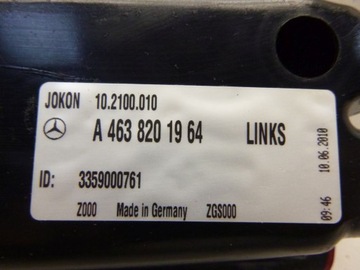 JOKON 10.2100.010
A 463 820 19 64 LINKS
ID: 3359000761
Z000 Made in Germany ZGS000
09:46 10.06.2010